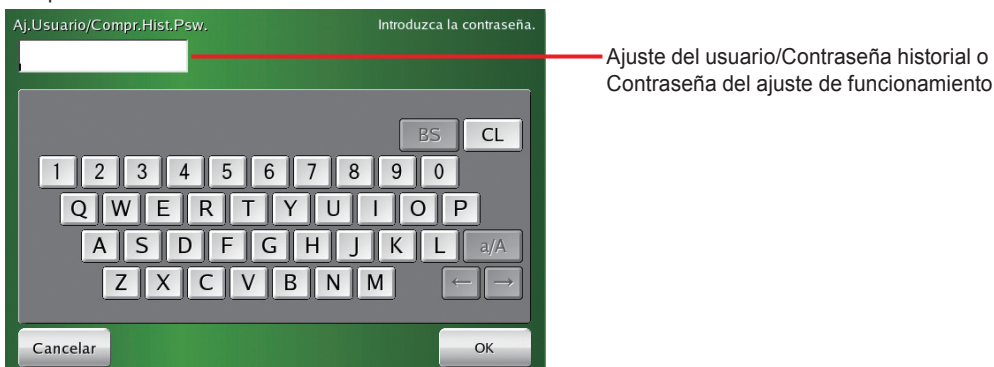 Aj.Usuario/Compr.Hist.Psw. Introduzca la contraseña.
Ajuste del usuario/Contraseña historial o
Contraseña del ajuste de funcionamiento
BS CL
1 2 3 4 5 6 7 8 9 0
Q W E R T Y U I O P
A S D F G H J K L a/A
Z X C V B N M ← →
Cancelar OK